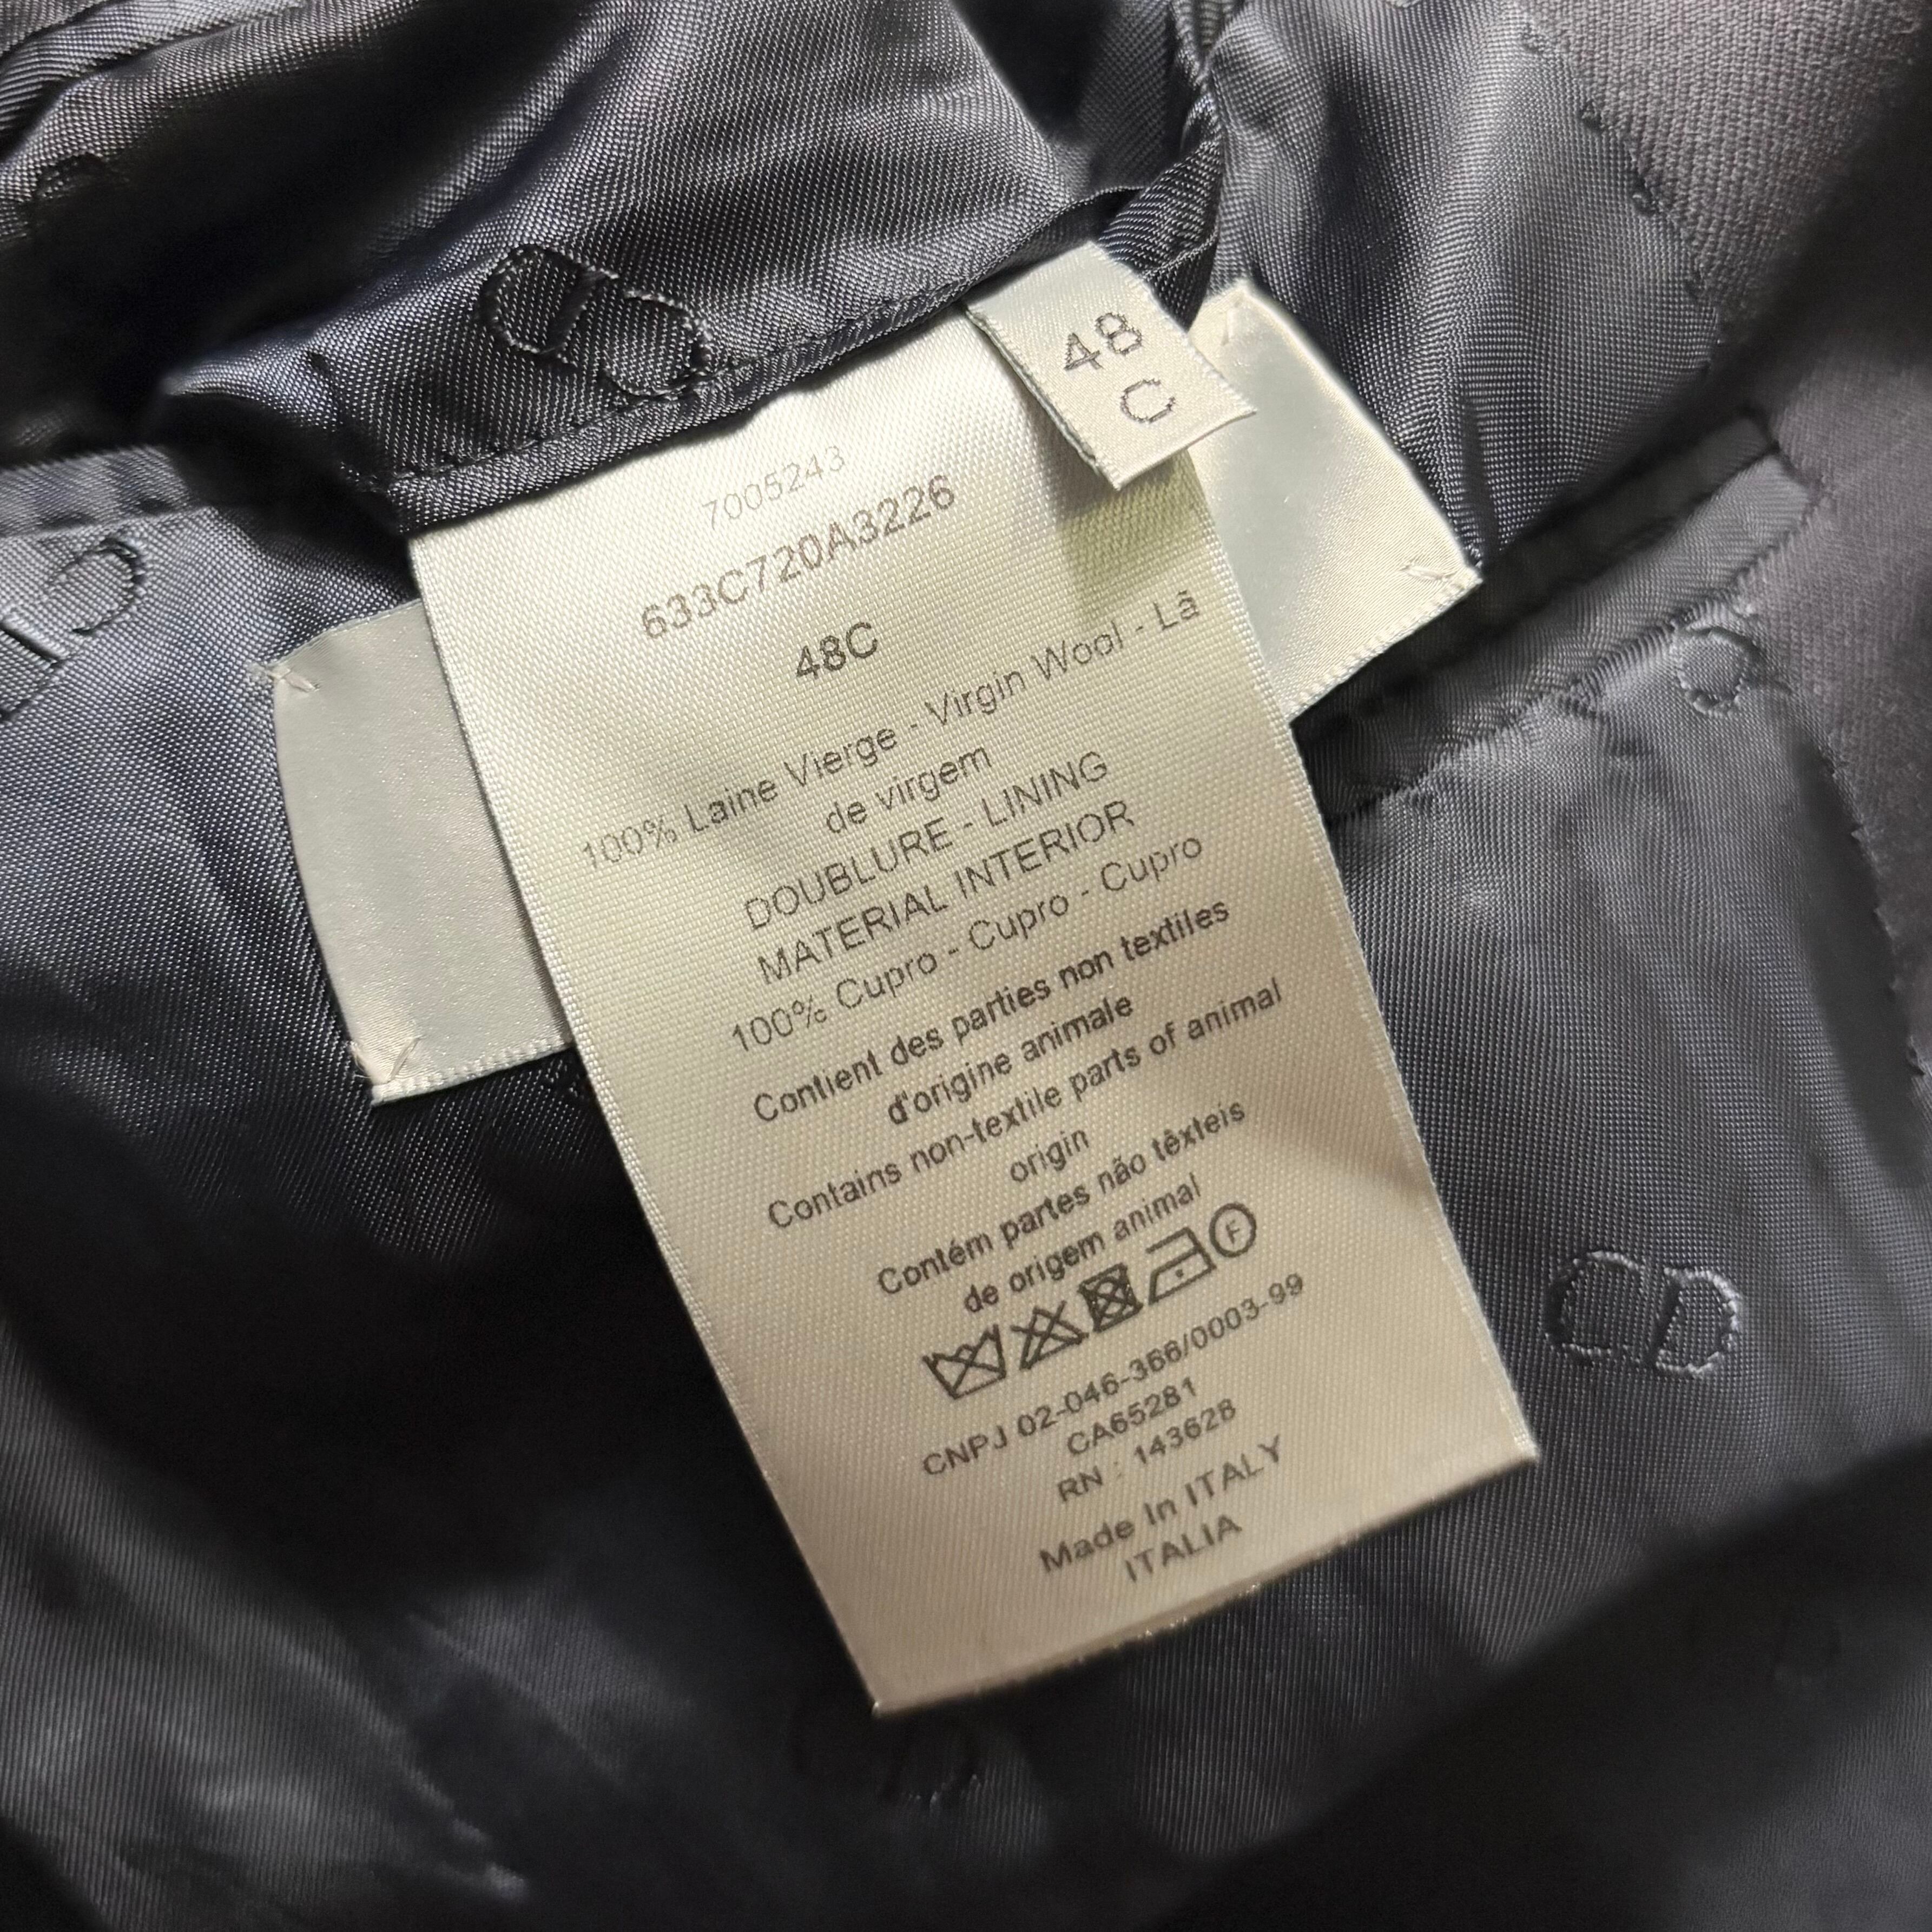 48
C
7005243
633C720A3226
48C
100% Laine Vierge - Virgin Wool - Lã
de virgem
DOUBLURE - LINING
MATERIAL INTERIOR
100% Cupro - Cupro - Cupro
Contient des parties non textiles
d'origine animale
Contains non-textile parts of animal
origin
Contém partes não têxteis
de origem animal
F
CNPJ 02-046-366/0003-99
CA65281
RN : 143628
Made In ITALY
ITALIA
CD